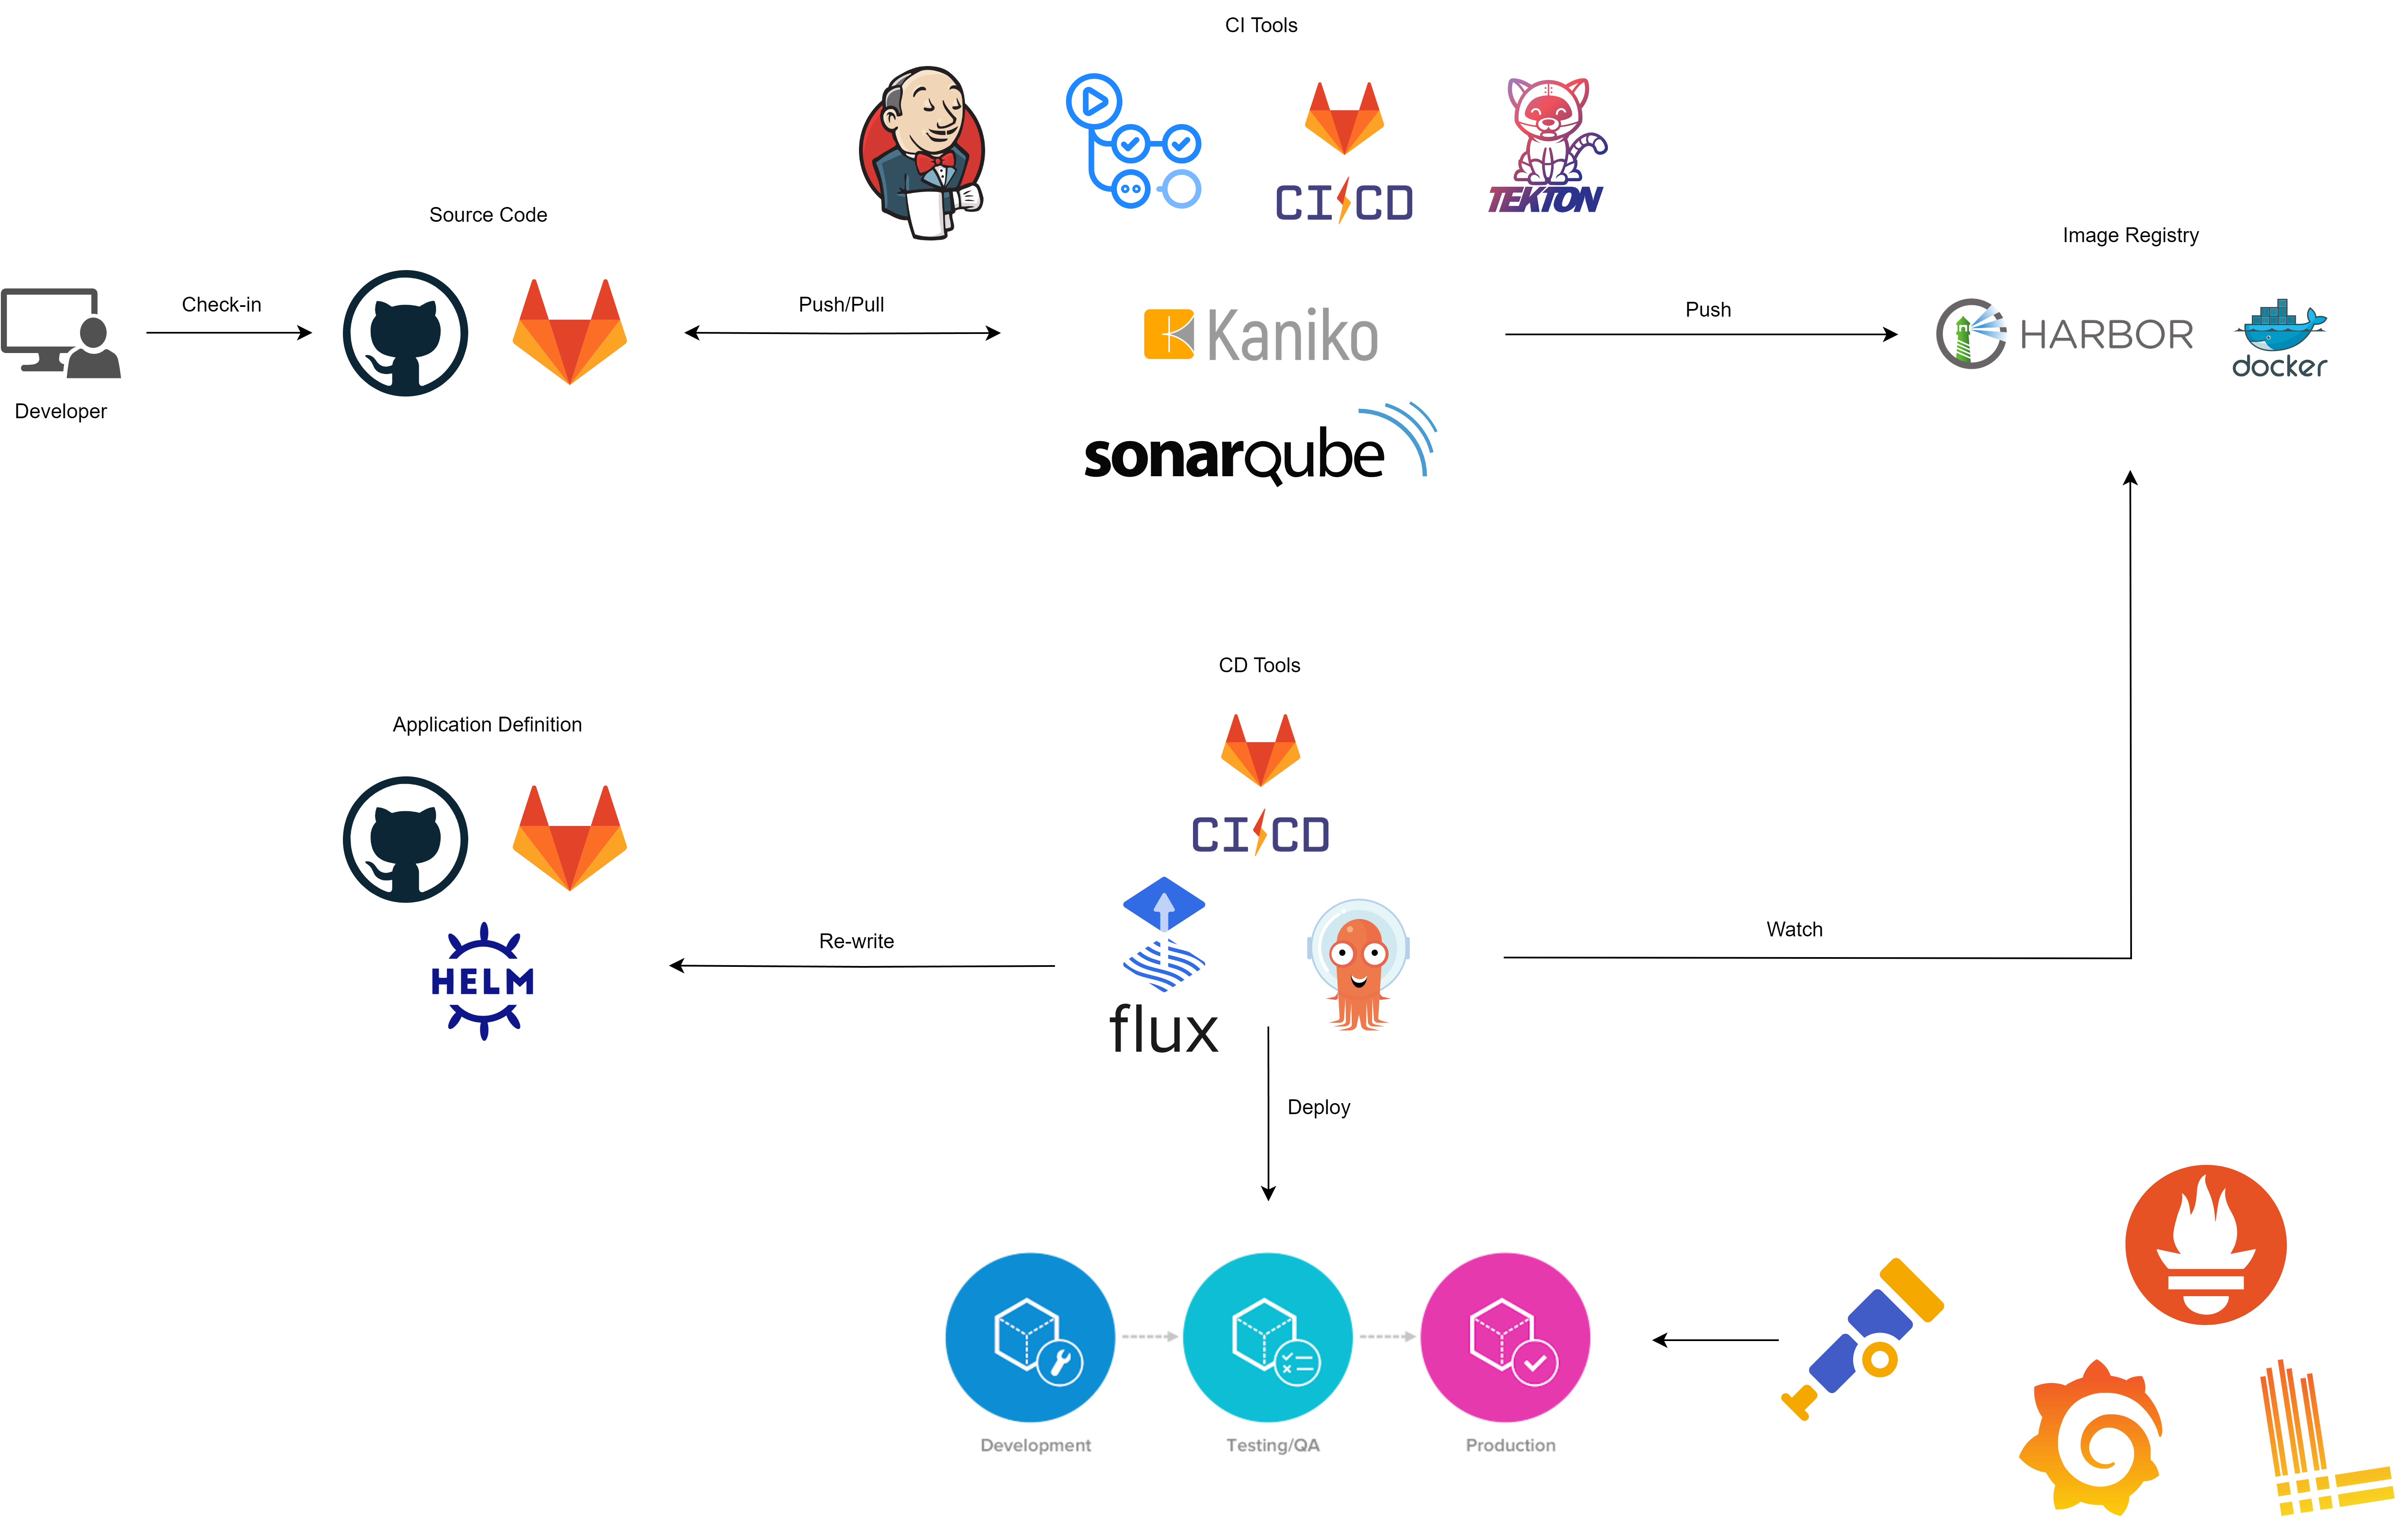 CI Tools
CI CD
TEKTON
Source Code
Image Registry
Check-in
Push/Pull
Kaniko
Push
HARBOR
docker
Developer
sonarqube
CD Tools
Application Definition
CI CD
HELM
Re-write
flux
Watch
Deploy
Development
Testing/QA
Production